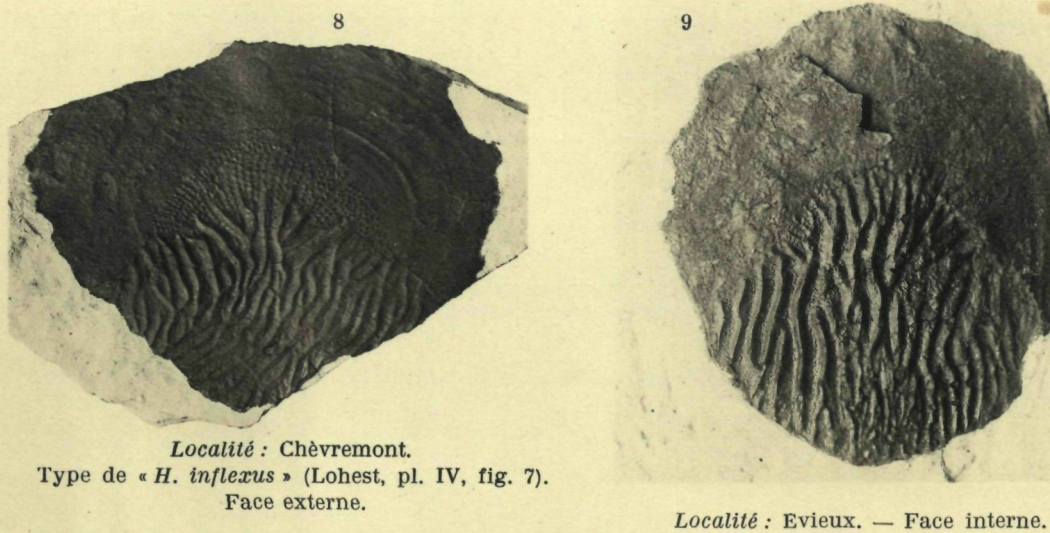 8
9
Localité : Chèvremont.
Type de « H. inflexus » (Lohest, pl. IV, fig. 7).
Face externe.
Localité : Evieux. — Face interne.